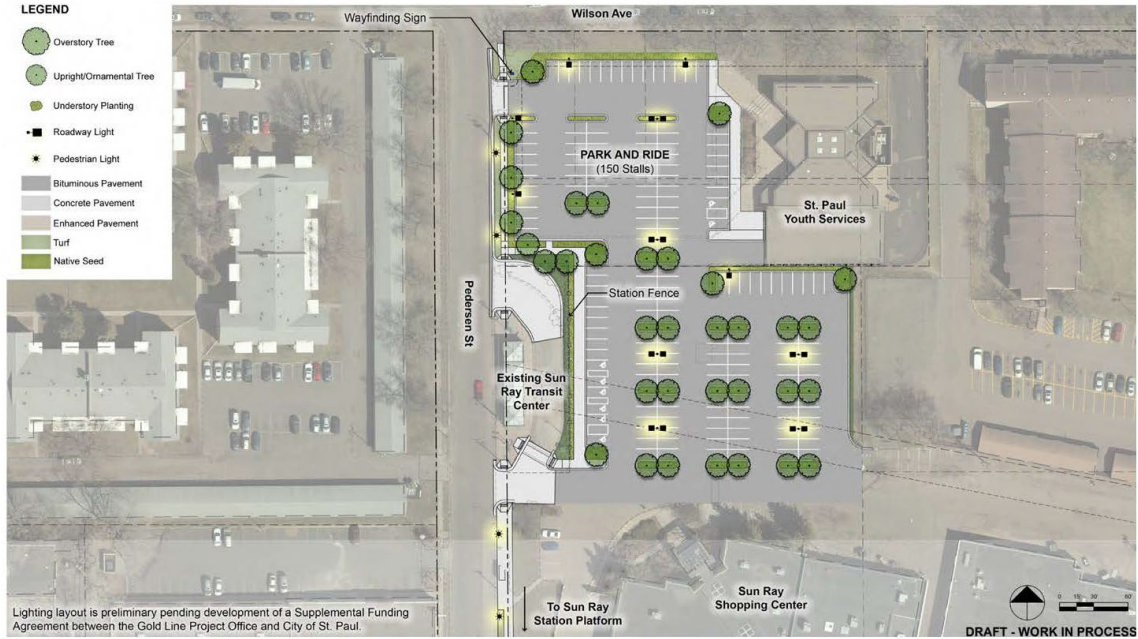 LEGEND
Overstory Tree
Upright/Ornamental Tree
Understory Planting
Roadway Light
Pedestrian Light
Bituminous Pavement
Concrete Pavement
Enhanced Pavement
Turf
Native Seed
Wayfinding Sign
Wilson Ave
PARK AND RIDE
(150 Stalls)
St. Paul
Youth Services
Pedersen St
Station Fence
Existing Sun
Ray Transit
Center
Sun Ray
Shopping Center
To Sun Ray
Station Platform
Lighting layout is preliminary pending development of a Supplemental Funding
Agreement between the Gold Line Project Office and City of St. Paul.
0 15 30 60
DRAFT - WORK IN PROCESS